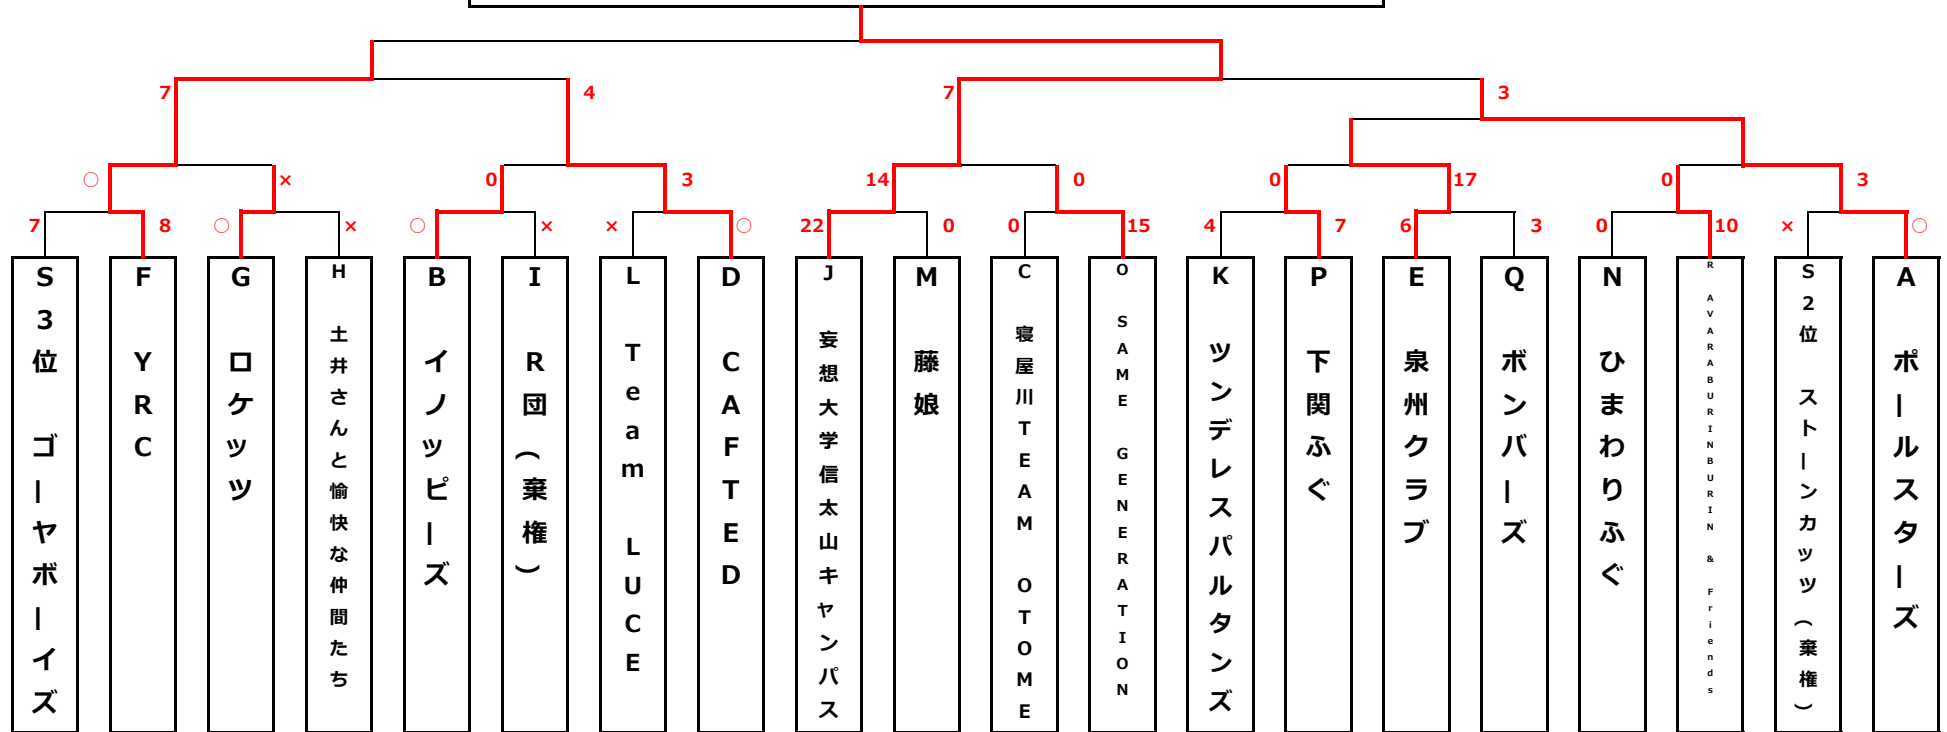 7 4 7 3
○ × 0 3 14 0 0 17 0 3
7 8 ○ × ○ × × ○ 22 0 0 15 4 7 6 3 0 10 × ○
S3位 ゴーヤボーイズ
F YRC
G ロケッツ
H 土井さんと愉快な仲間たち
B イノッピーズ
I R団(棄権)
L Team LUCE
D CAFTED
J 妄想大学信太山キャンパス
M 藤娘
C 寝屋川TEAM OTOME
O SAME GENERATION
K ツンデレスパルタンズ
P 下関ふぐ
E 泉州クラブ
Q ボンバーズ
N ひまわりふぐ
R AVARABURINBURIN & Friends
S2位 ストーンカッツ(棄権)
A ポールスターズ